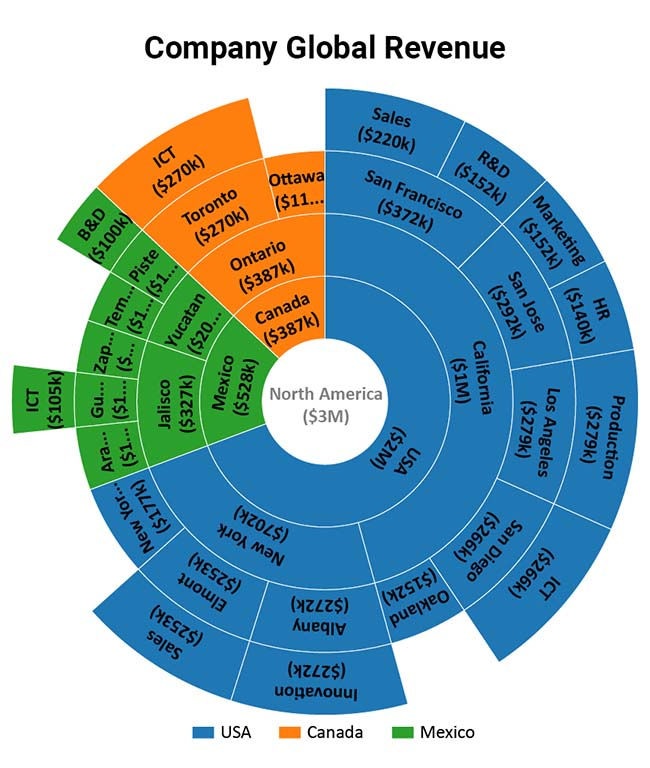 Company Global Revenue
North America
($3M)
USA
($2M)
California
($1M)
San Francisco
($372k)
Sales
($220k)
R&D
($152k)
San Jose
($292k)
Marketing
($152k)
HR
($140k)
Los Angeles
($279k)
Production
($279k)
San Diego
($266k)
ICT
($266k)
Oakland
($152k)
New York
($702k)
Albany
($272k)
Innovation
($272k)
Elmont
($253k)
Sales
($253k)
New Yor...
($177k)
Mexico
($528k)
Jalisco
($327k)
Ara...
($1...
Gu...
($1...
ICT
($105k)
Zap...
($...
Yucatan
($20...
Tem...
($1...
Piste
($1...
B&D
($100k)
Canada
($387k)
Ontario
($387k)
Toronto
($270k)
ICT
($270k)
Ottawa
($11...
USA
Canada
Mexico